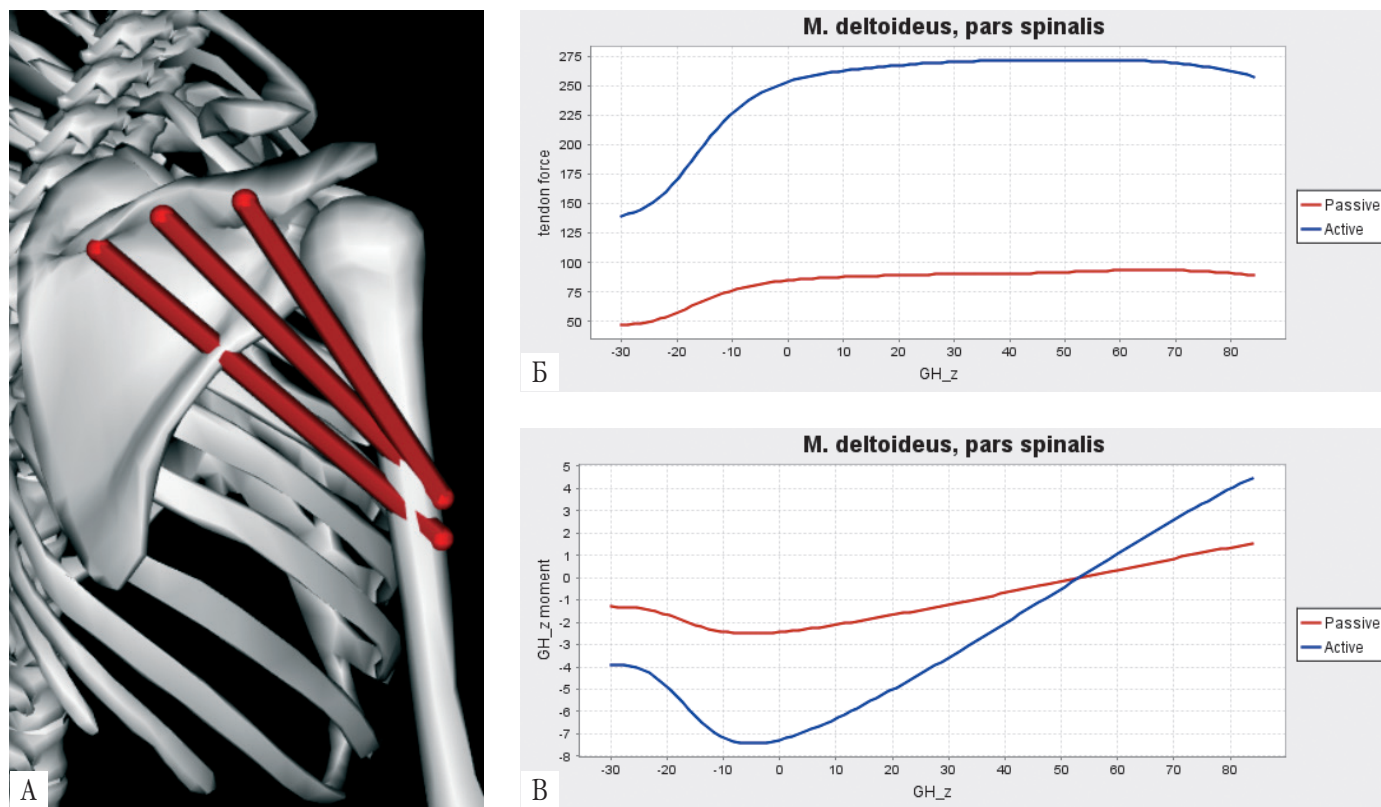 А
M. deltoideus, pars spinalis
275
250
225
200
175
150
125
100
75
50
tendon force
-30 -20 -10 0 10 20 30 40 50 60 70 80
GH_z
Passive
Active
Б
M. deltoideus, pars spinalis
5
4
3
2
1
0
-1
-2
-3
-4
-5
-6
-7
-8
GH_z moment
-30 -20 -10 0 10 20 30 40 50 60 70 80
GH_z
Passive
Active
В